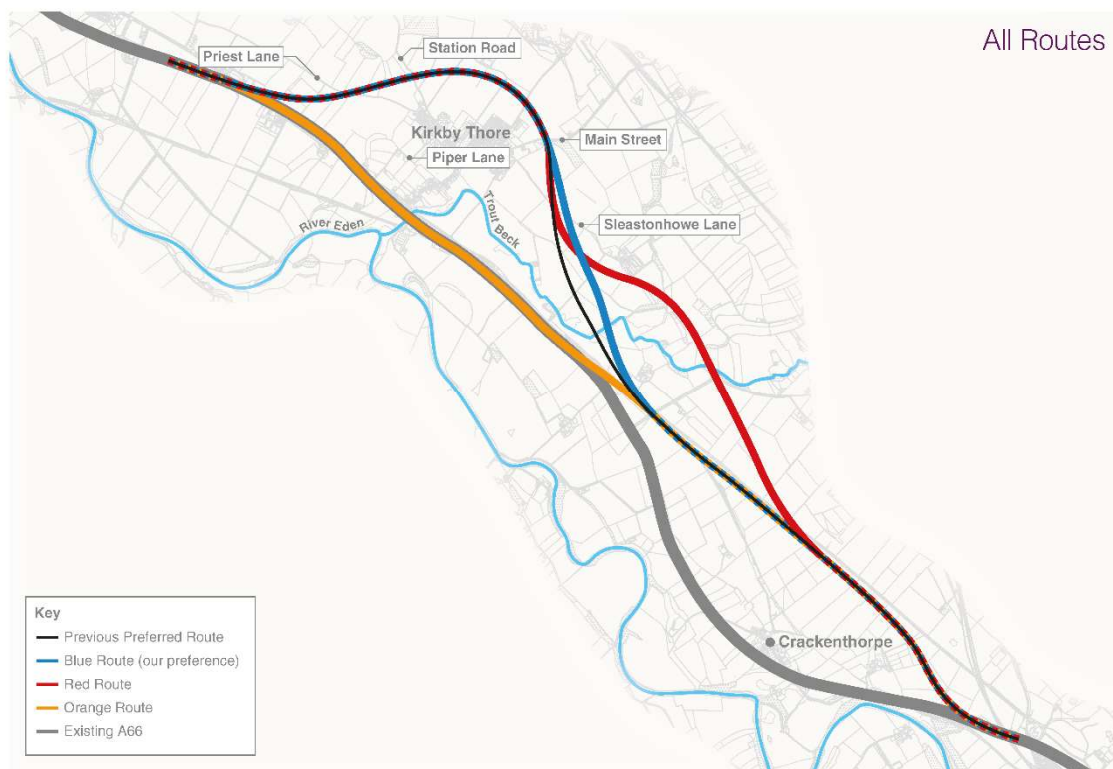 All Routes
Station Road
Priest Lane
Kirkby Thore
Main Street
Piper Lane
Trout Beck
River Eden
Sleastonhowe Lane
Crackenthorpe
Key
Previous Preferred Route
Blue Route (our preference)
Red Route
Orange Route
Existing A66